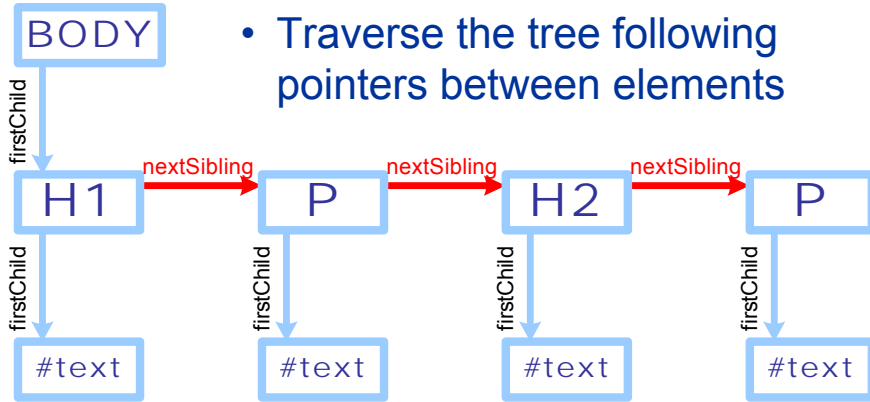 BODY
• Traverse the tree following
pointers between elements
firstChild
nextSibling
nextSibling
nextSibling
H1
P
H2
P
firstChild
firstChild
firstChild
firstChild
#text
#text
#text
#text